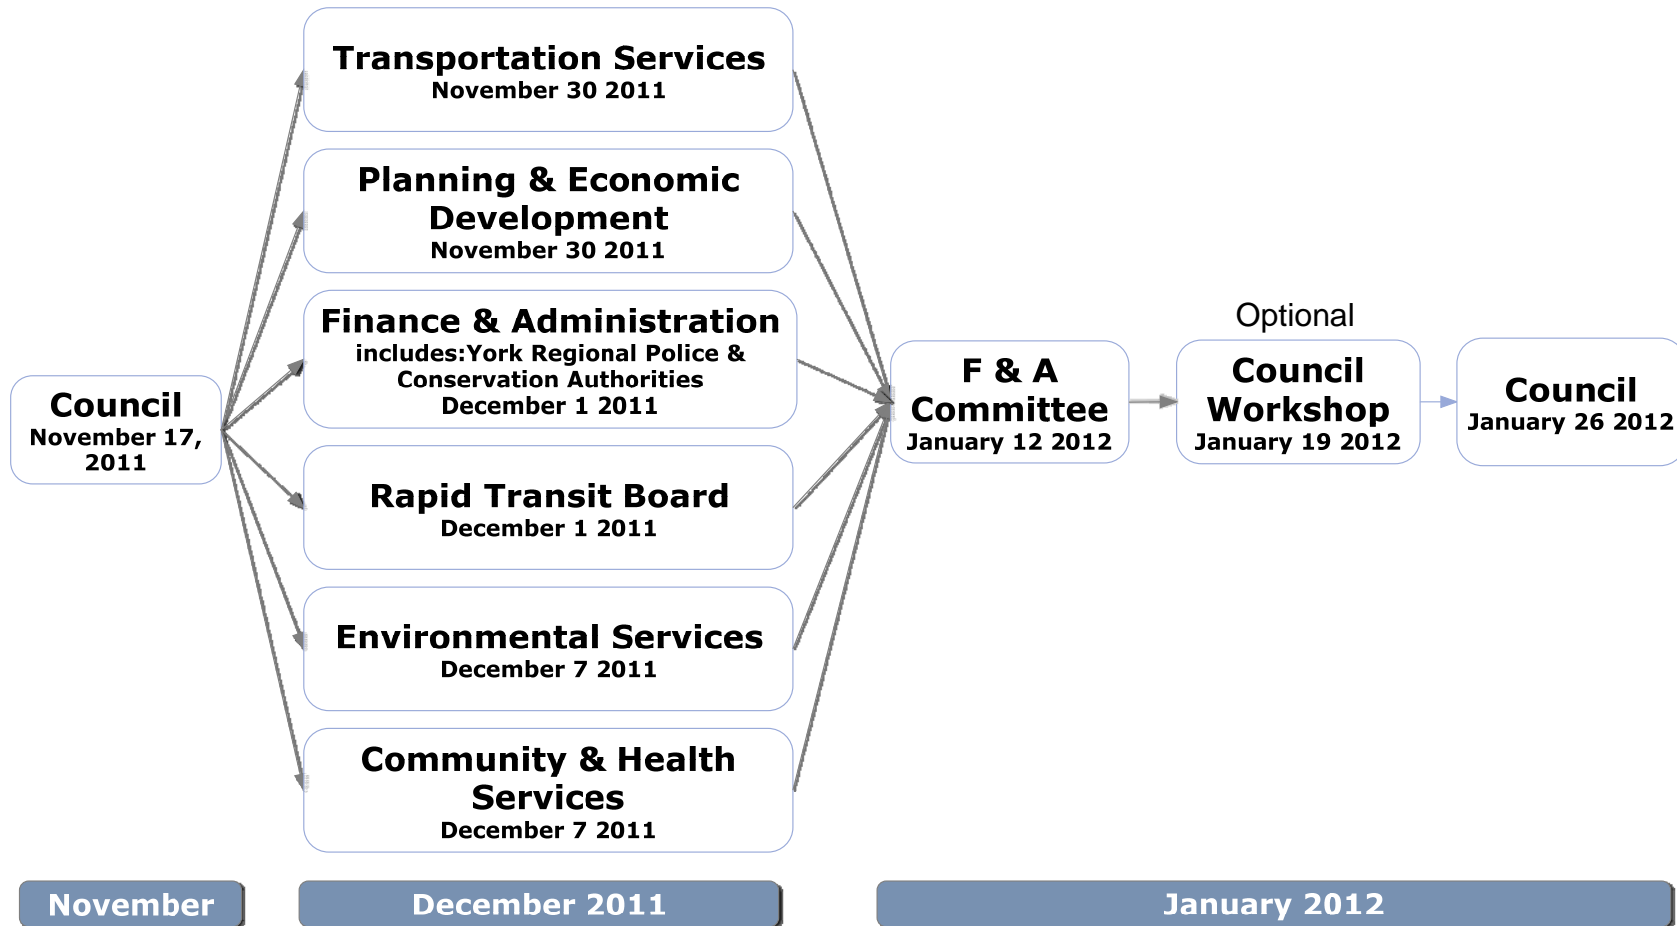 Council
November 17,
2011
Transportation Services
November 30 2011
Planning & Economic
Development
November 30 2011
Finance & Administration
includes:York Regional Police &
Conservation Authorities
December 1 2011
Rapid Transit Board
December 1 2011
Environmental Services
December 7 2011
Community & Health
Services
December 7 2011
F & A
Committee
January 12 2012
Optional
Council
Workshop
January 19 2012
Council
January 26 2012
November
December 2011
January 2012